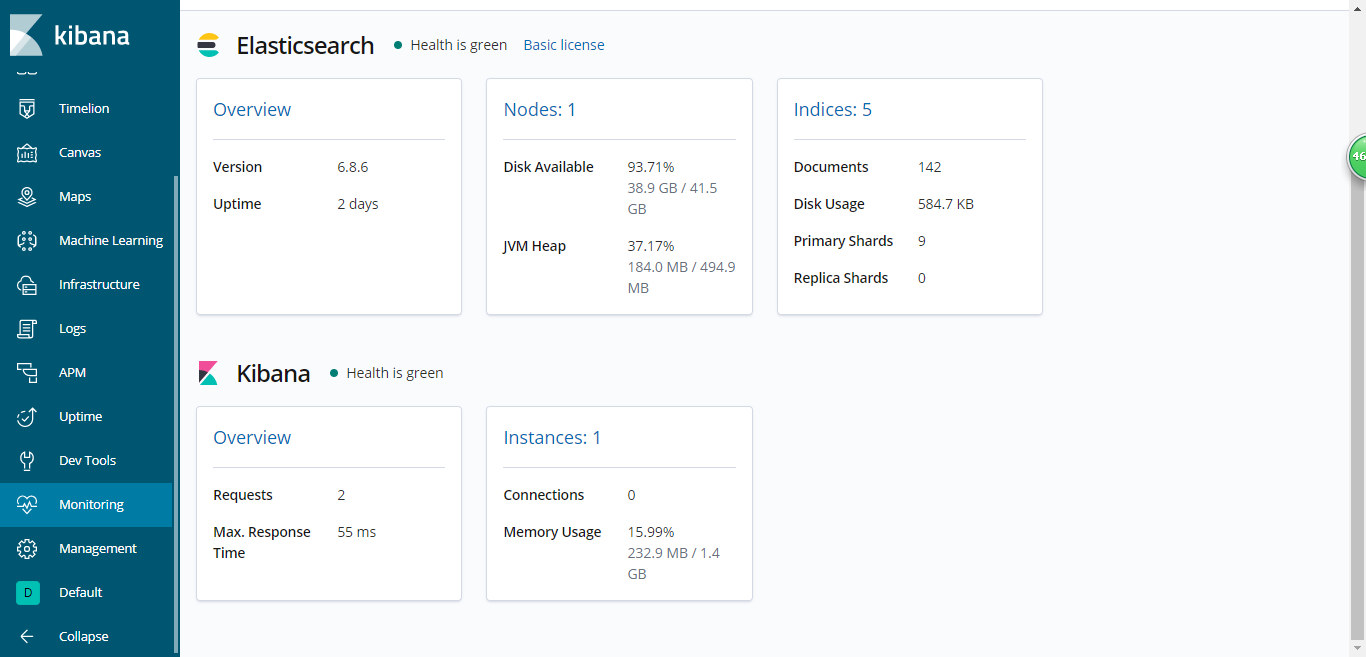 kibana
Timelion
Canvas
Maps
Machine Learning
Infrastructure
Logs
APM
Uptime
Dev Tools
Monitoring
Management
D Default
Collapse
Elasticsearch Health is green Basic license
Overview
Version 6.8.6
Uptime 2 days
Nodes: 1
Disk Available 93.71%
38.9 GB / 41.5
GB
JVM Heap 37.17%
184.0 MB / 494.9
MB
Indices: 5
Documents 142
Disk Usage 584.7 KB
Primary Shards 9
Replica Shards 0
Kibana Health is green
Overview
Requests 2
Max. Response 55 ms
Time
Instances: 1
Connections 0
Memory Usage 15.99%
232.9 MB / 1.4
GB
46